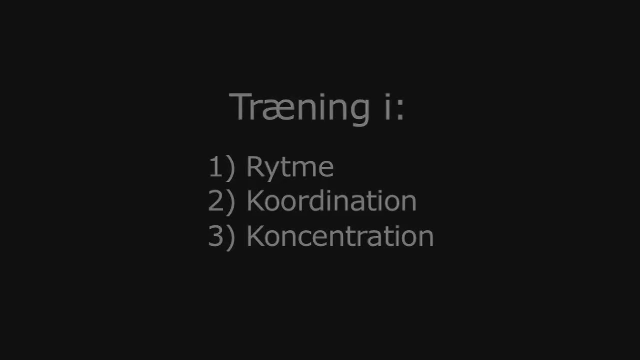 Træning i:
1) Rytme
2) Koordination
3) Koncentration